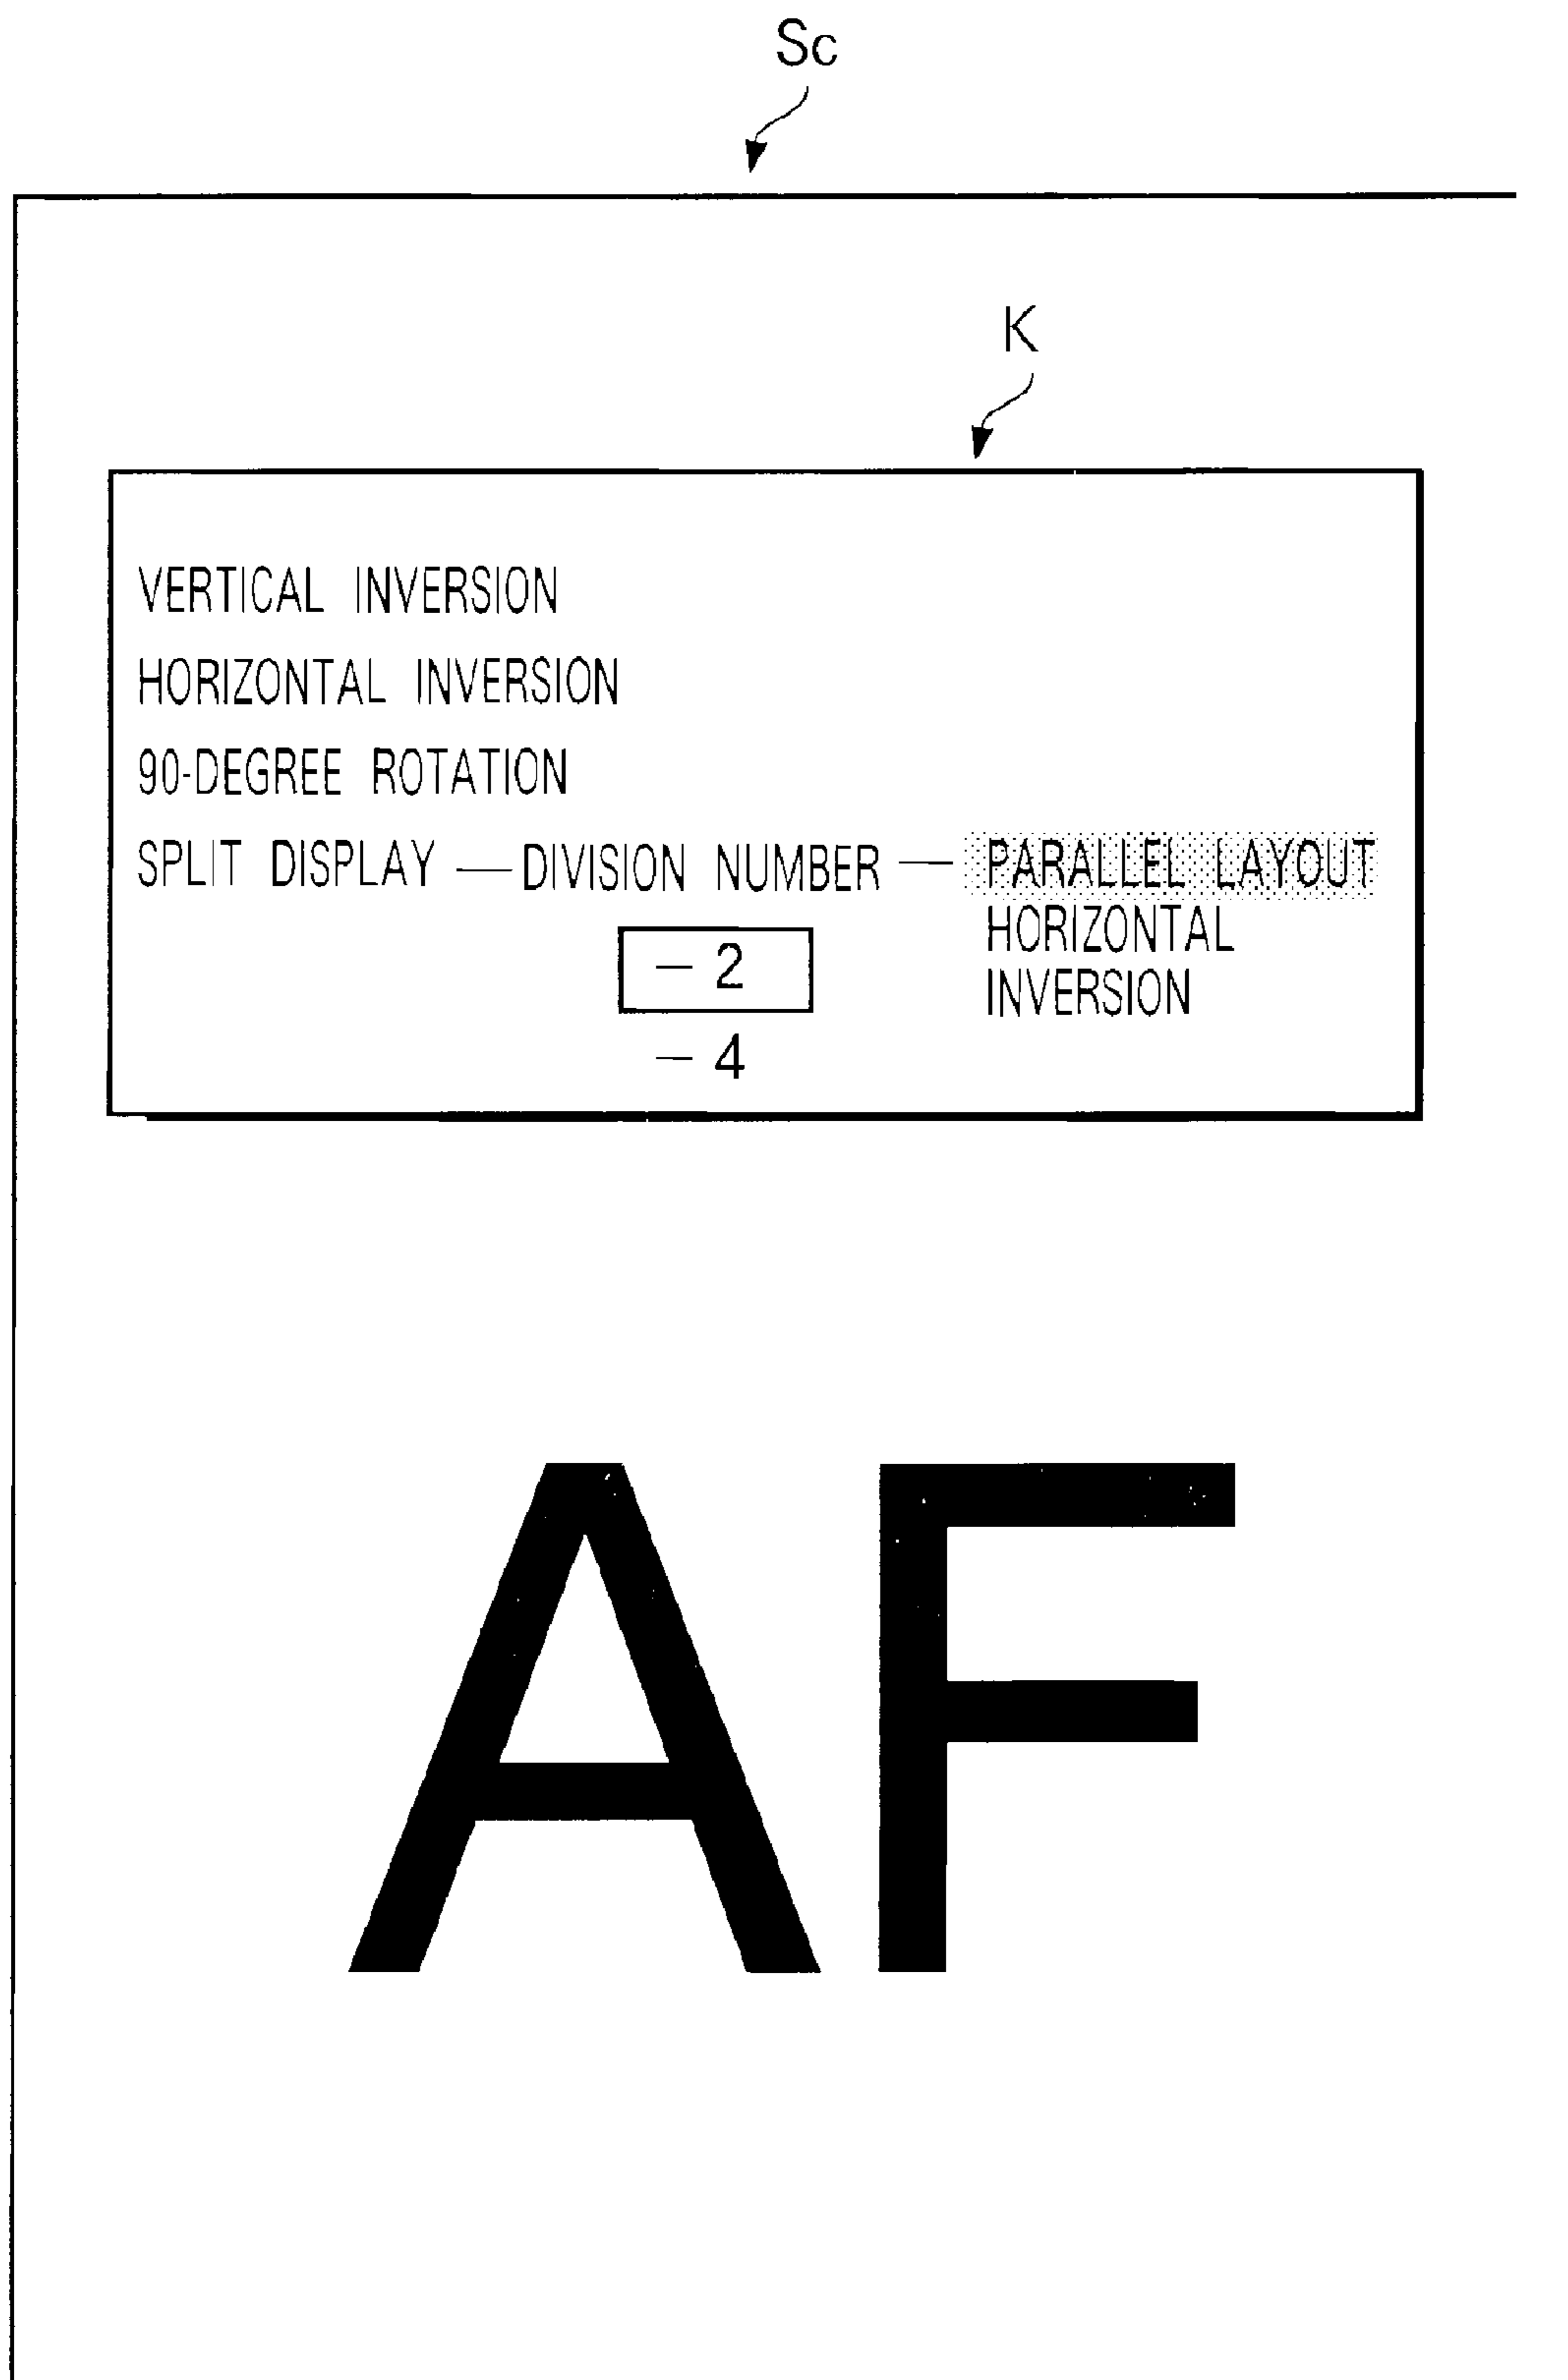 Sc
K
VERTICAL INVERSION
HORIZONTAL INVERSION
90-DEGREE ROTATION
SPLIT DISPLAY — DIVISION NUMBER — PARALLEL LAYOUT
HORIZONTAL
INVERSION
— 2
— 4
AF